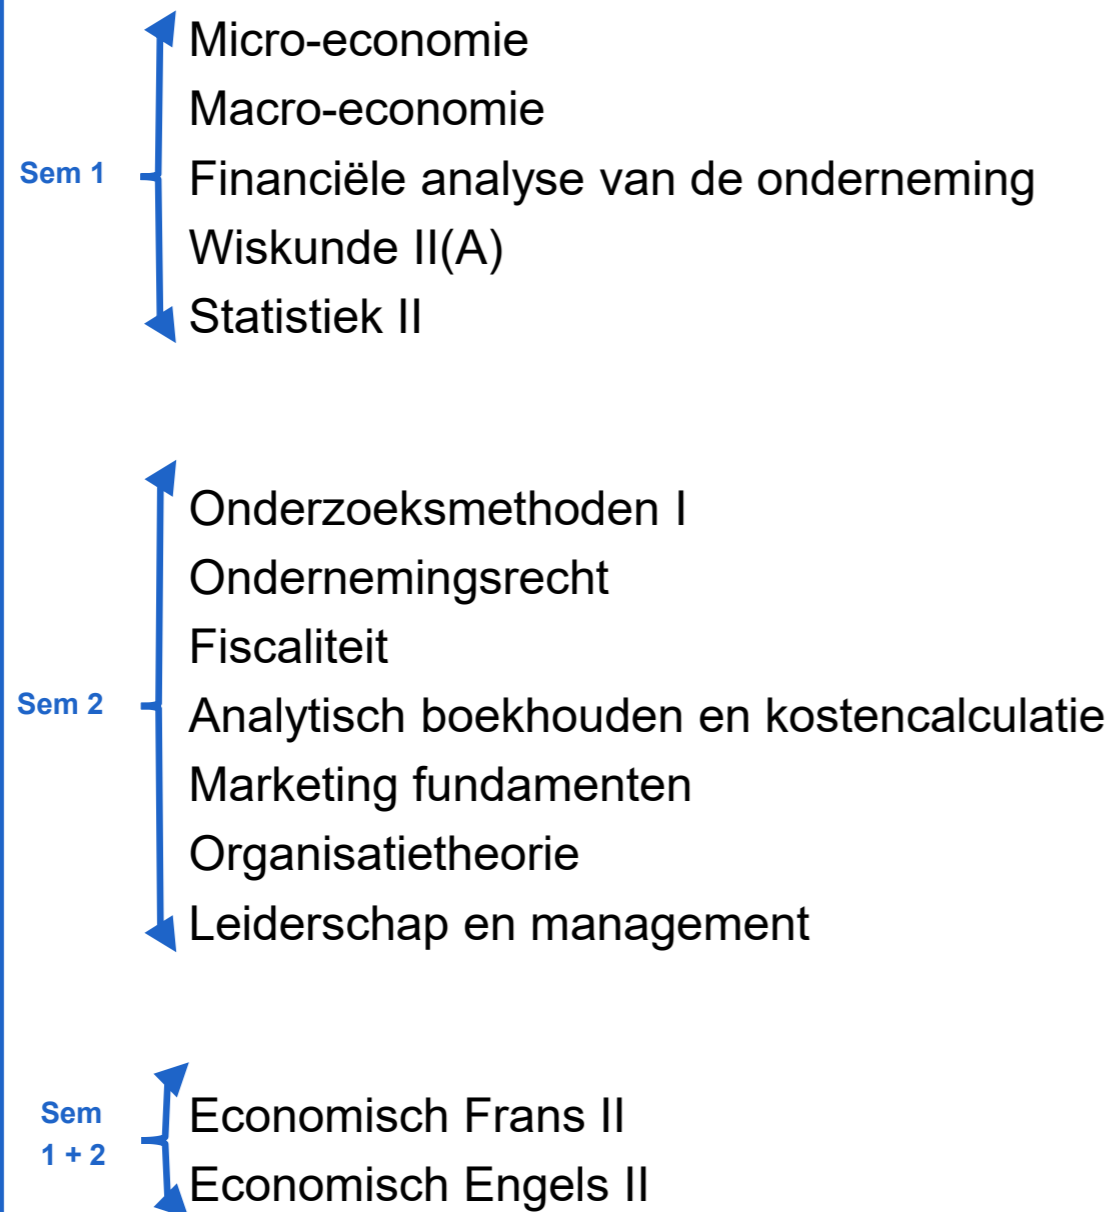 Micro-economie
Macro-economie
Sem 1
Financiële analyse van de onderneming
Wiskunde II(A)
Statistiek II
Onderzoeksmethoden I
Ondernemingsrecht
Fiscaliteit
Sem 2
Analytisch boekhouden en kostencalculatie
Marketing fundamenten
Organisatietheorie
Leiderschap en management
Sem
1 + 2
Economisch Frans II
Economisch Engels II